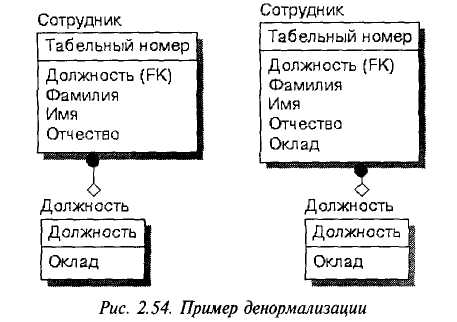 Сотрудник
Табельный номер
Должность (FK)
Фамилия
Имя
Отчество
Должность
Должность
Оклад
Сотрудник
Табельный номер
Должность (FK)
Фамилия
Имя
Отчество
Оклад
Должность
Должность
Оклад
Рис. 2.54. Пример денормализации